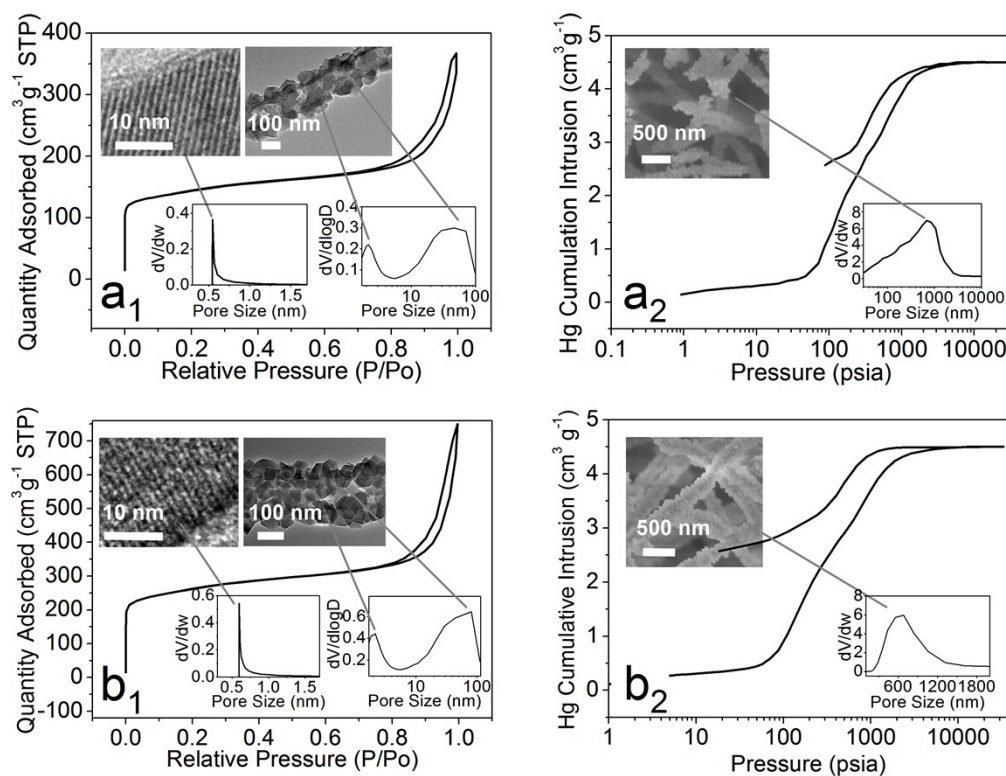 400
300
200
100
0
Quantity Adsorbed (cm³g⁻¹ STP)
10 nm
100 nm
0.4
0.2
0.0
dV/dw
0.5 1.0 1.5
Pore Size (nm)
0.4
0.3
0.2
0.1
dV/dlogD
10 100
Pore Size (nm)
a₁
0.0 0.2 0.4 0.6 0.8 1.0
Relative Pressure (P/Po)
5
4
3
2
1
0
Hg Cumulation Intrusion (cm³g⁻¹)
500 nm
8
6
4
2
0
dV/dw
100 1000 10000
Pore Size (nm)
a₂
0.1 1 10 100 1000 10000
Pressure (psia)
700
600
500
400
300
200
100
0
-100
Quantity Adsorbed (cm³g⁻¹ STP)
10 nm
100 nm
0.4
0.2
0.0
dV/dw
0.6 0.9 1.2 1.5
Pore Size (nm)
0.6
0.4
0.2
dV/dlogD
10 100
Pore Size (nm)
b₁
0.0 0.2 0.4 0.6 0.8 1.0
Relative Pressure (P/Po)
5
4
3
2
1
0
Hg Cumulative Intrusion (cm³ g⁻¹)
500 nm
8
6
4
2
0
dV/dw
600 1200 1800
Pore Size (nm)
b₂
1 10 100 1000 10000
Pressure (psia)